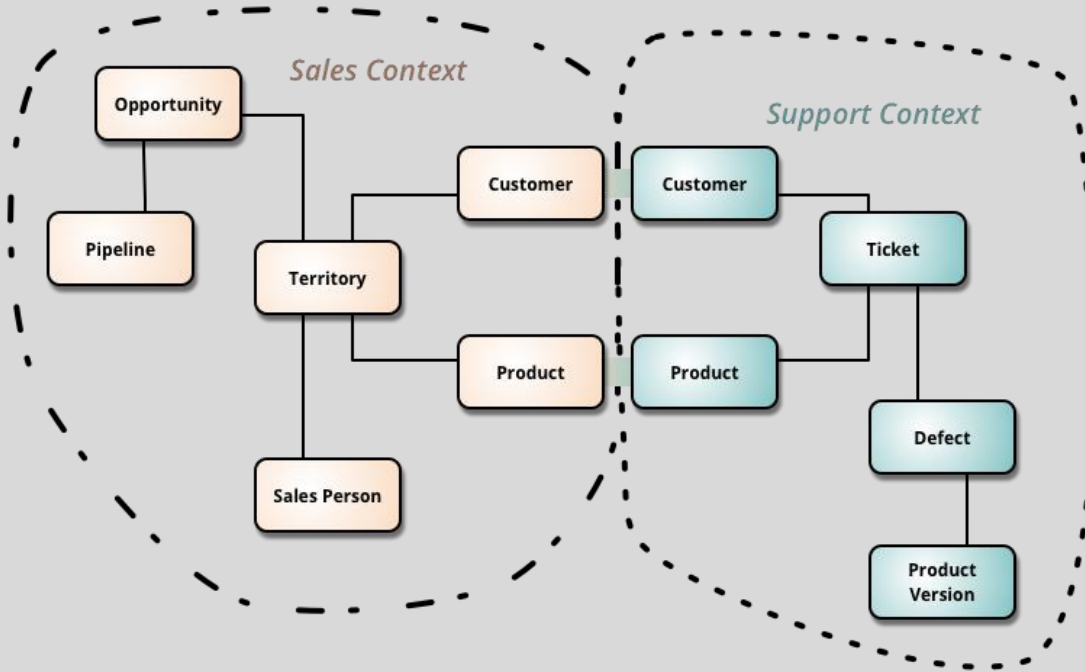 Sales Context
Opportunity
Support Context
Customer
Customer
Pipeline
Ticket
Territory
Product
Product
Defect
Sales Person
Product
Version